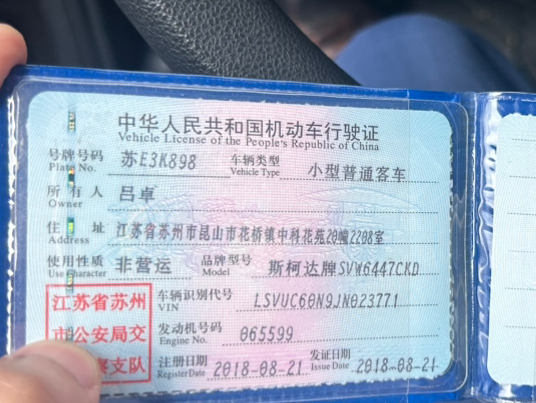 中华人民共和国机动车行驶证
Vehicle License of the People's Republic of China
号牌号码 苏E3K898 车辆类型 小型普通客车
Plate No. Vehicle Type
所有人 吕卓
Owner
住址 江苏省苏州市昆山市花桥镇中科花苑20幢2208室
Address
使用性质 非营运 品牌型号 斯柯达牌SVW6447CKD
Use Character Model
江苏省苏州 车辆识别代号 LSVUC60N9JN023771
VIN
市公安局交 发动机号码 065599
Engine No.
察支队 注册日期 2018-08-21 发证日期 2018-08-21
Register Date Issue Date